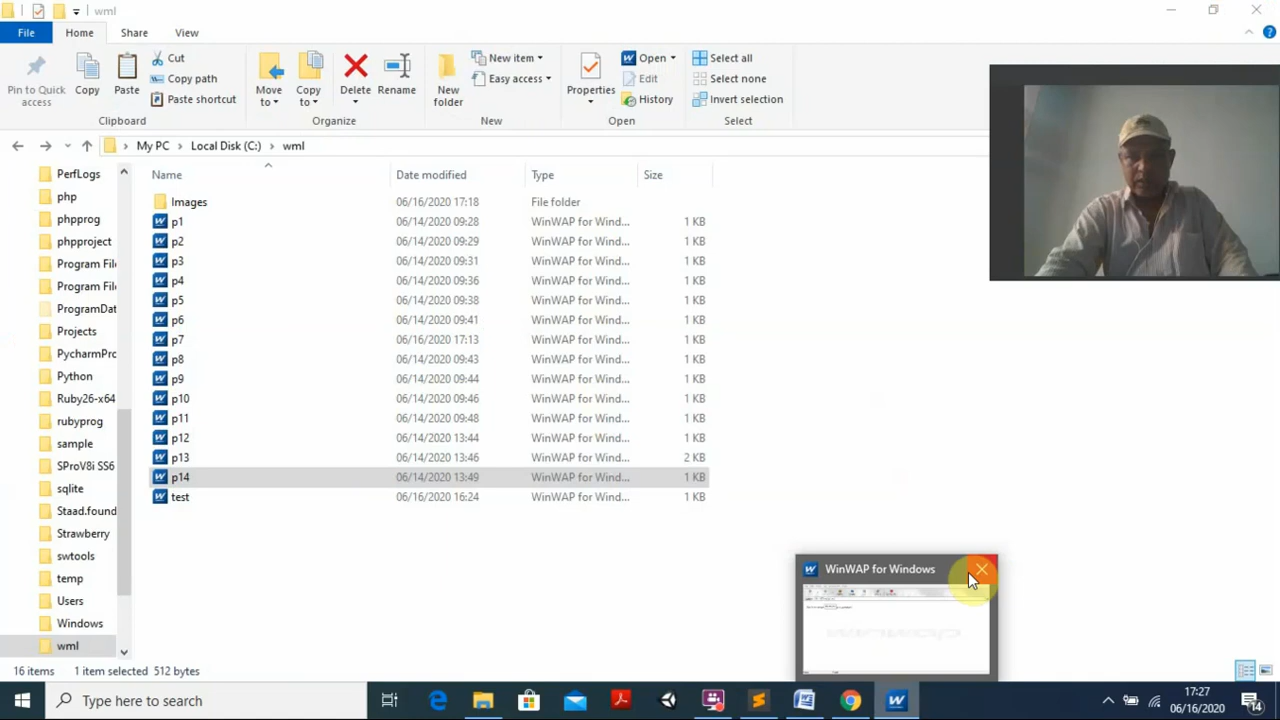 wml
File Home Share View
Pin to Quick access
Copy
Paste
Cut
Copy path
Paste shortcut
Clipboard
Move to
Copy to
Delete
Rename
Organize
New folder
New item
Easy access
New
Properties
Open
Edit
History
Open
Select all
Select none
Invert selection
Select
My PC Local Disk (C:) wml
Name Date modified Type Size
PerfLogs
php
phpprog
phpproject
Program File
Program File
ProgramDat
Projects
PycharmPro
Python
Ruby26-x64
rubyprog
sample
SProV8i SS6
sqlite
Staad.found
Strawberry
swtools
temp
Users
Windows
wml
Images 06/16/2020 17:18 File folder
p1 06/14/2020 09:28 WinWAP for Wind... 1 KB
p2 06/14/2020 09:29 WinWAP for Wind... 1 KB
p3 06/14/2020 09:31 WinWAP for Wind... 1 KB
p4 06/14/2020 09:36 WinWAP for Wind... 1 KB
p5 06/14/2020 09:38 WinWAP for Wind... 1 KB
p6 06/14/2020 09:41 WinWAP for Wind... 1 KB
p7 06/16/2020 17:13 WinWAP for Wind... 1 KB
p8 06/14/2020 09:43 WinWAP for Wind... 1 KB
p9 06/14/2020 09:44 WinWAP for Wind... 1 KB
p10 06/14/2020 09:46 WinWAP for Wind... 1 KB
p11 06/14/2020 09:48 WinWAP for Wind... 1 KB
p12 06/14/2020 13:44 WinWAP for Wind... 1 KB
p13 06/14/2020 13:46 WinWAP for Wind... 2 KB
p14 06/14/2020 13:49 WinWAP for Wind... 1 KB
test 06/16/2020 16:24 WinWAP for Wind... 1 KB
WinWAP for Windows
16 items 1 item selected 512 bytes
Type here to search
17:27
06/16/2020
14